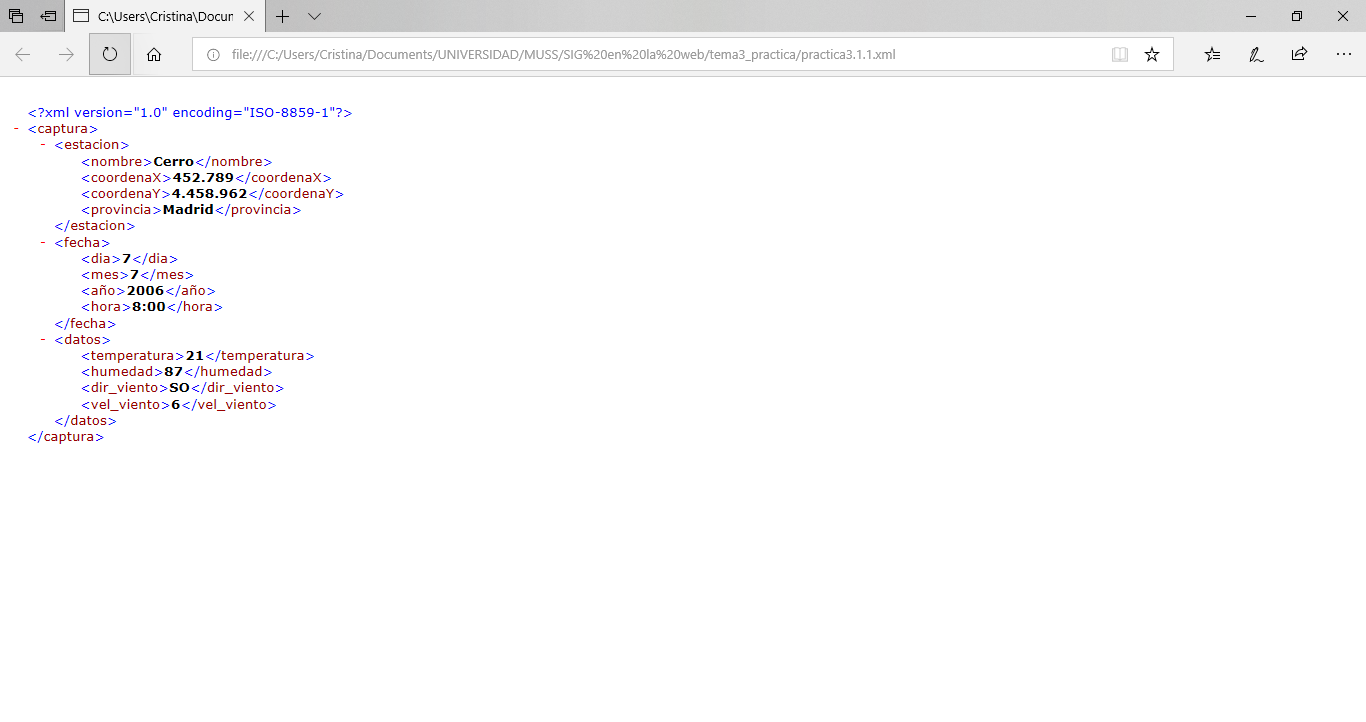 C:\Users\Cristina\Docum
file:///C:/Users/Cristina/Documents/UNIVERSIDAD/MUSS/SIG%20en%20la%20web/tema3_practica/practica3.1.1.xml
<?xml version="1.0" encoding="ISO-8859-1"?>
- <captura>
- <estacion>
<nombre>Cerro</nombre>
<coordenaX>452.789</coordenaX>
<coordenaY>4.458.962</coordenaY>
<provincia>Madrid</provincia>
</estacion>
- <fecha>
<dia>7</dia>
<mes>7</mes>
<año>2006</año>
<hora>8:00</hora>
</fecha>
- <datos>
<temperatura>21</temperatura>
<humedad>87</humedad>
<dir_viento>SO</dir_viento>
<vel_viento>6</vel_viento>
</datos>
</captura>